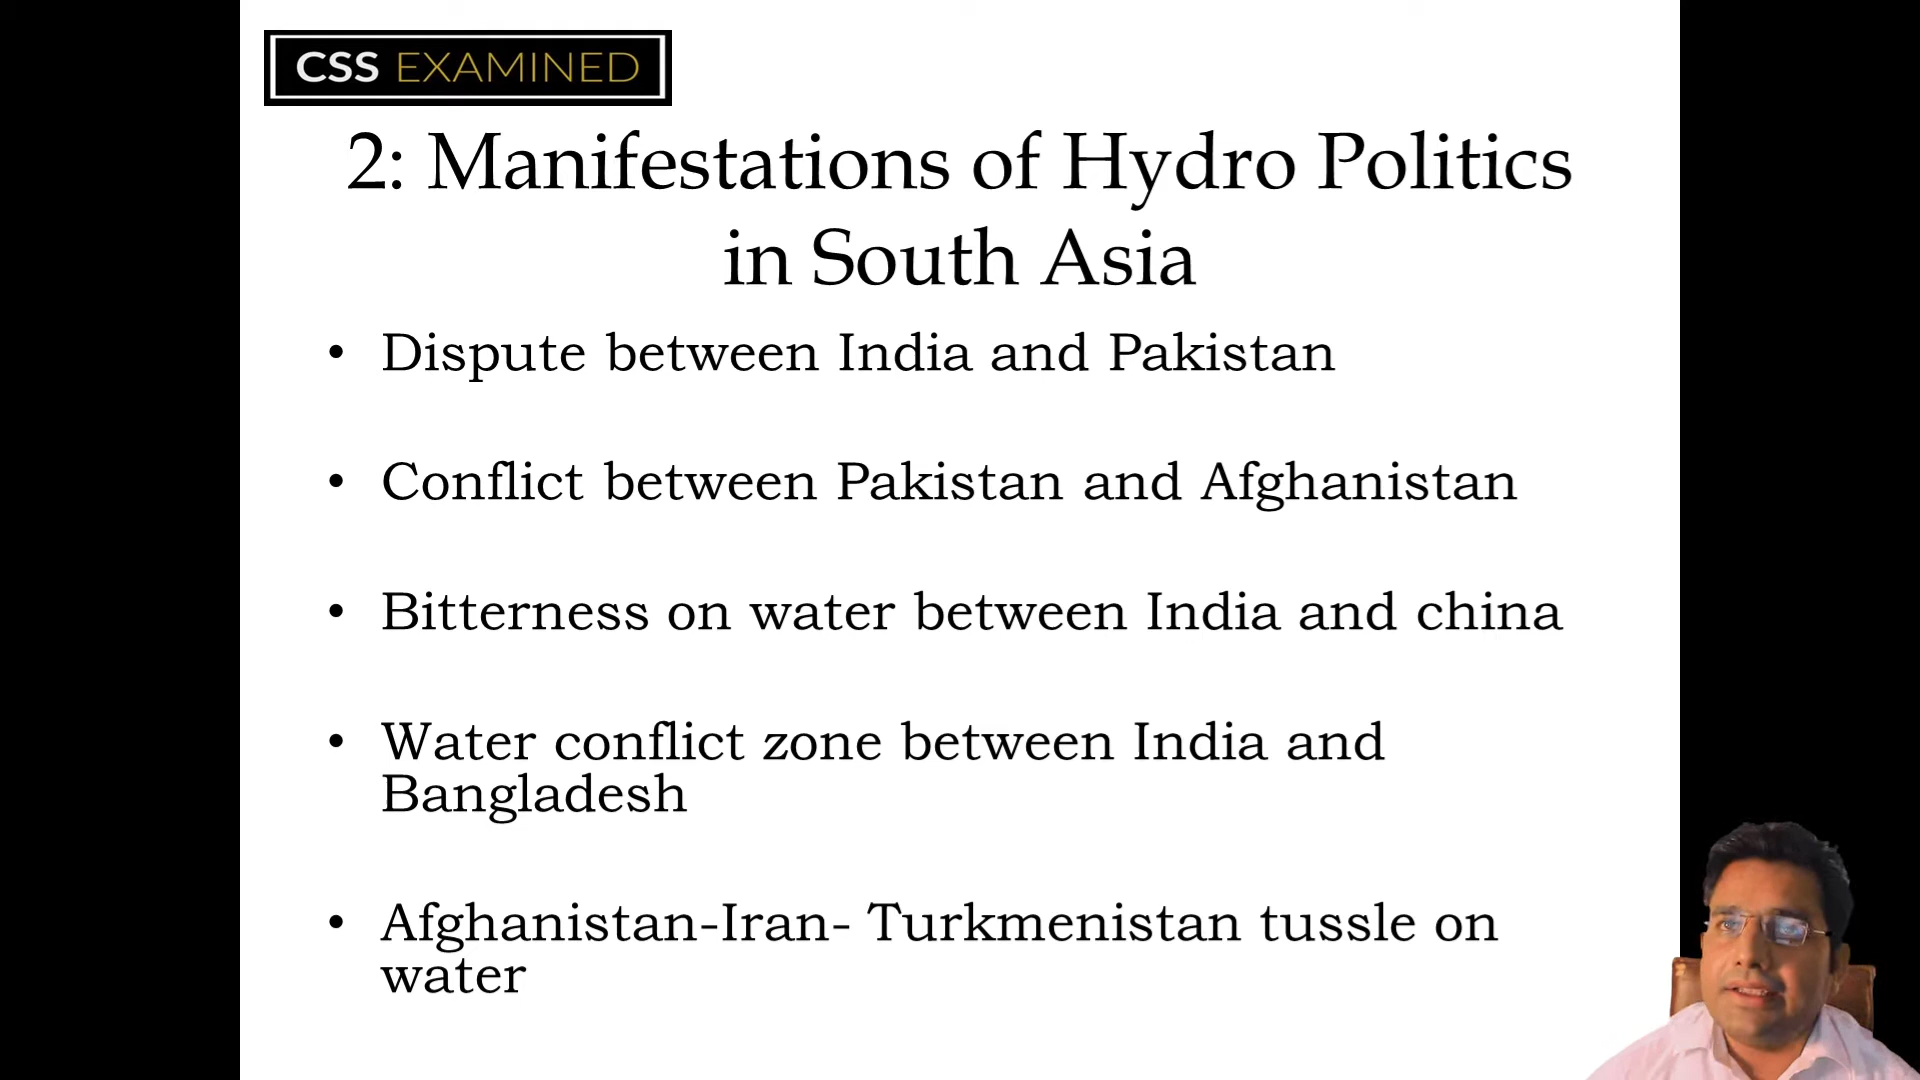 CSS EXAMINED
2: Manifestations of Hydro Politics
in South Asia
• Dispute between India and Pakistan
• Conflict between Pakistan and Afghanistan
• Bitterness on water between India and china
• Water conflict zone between India and
Bangladesh
• Afghanistan-Iran- Turkmenistan tussle on
water